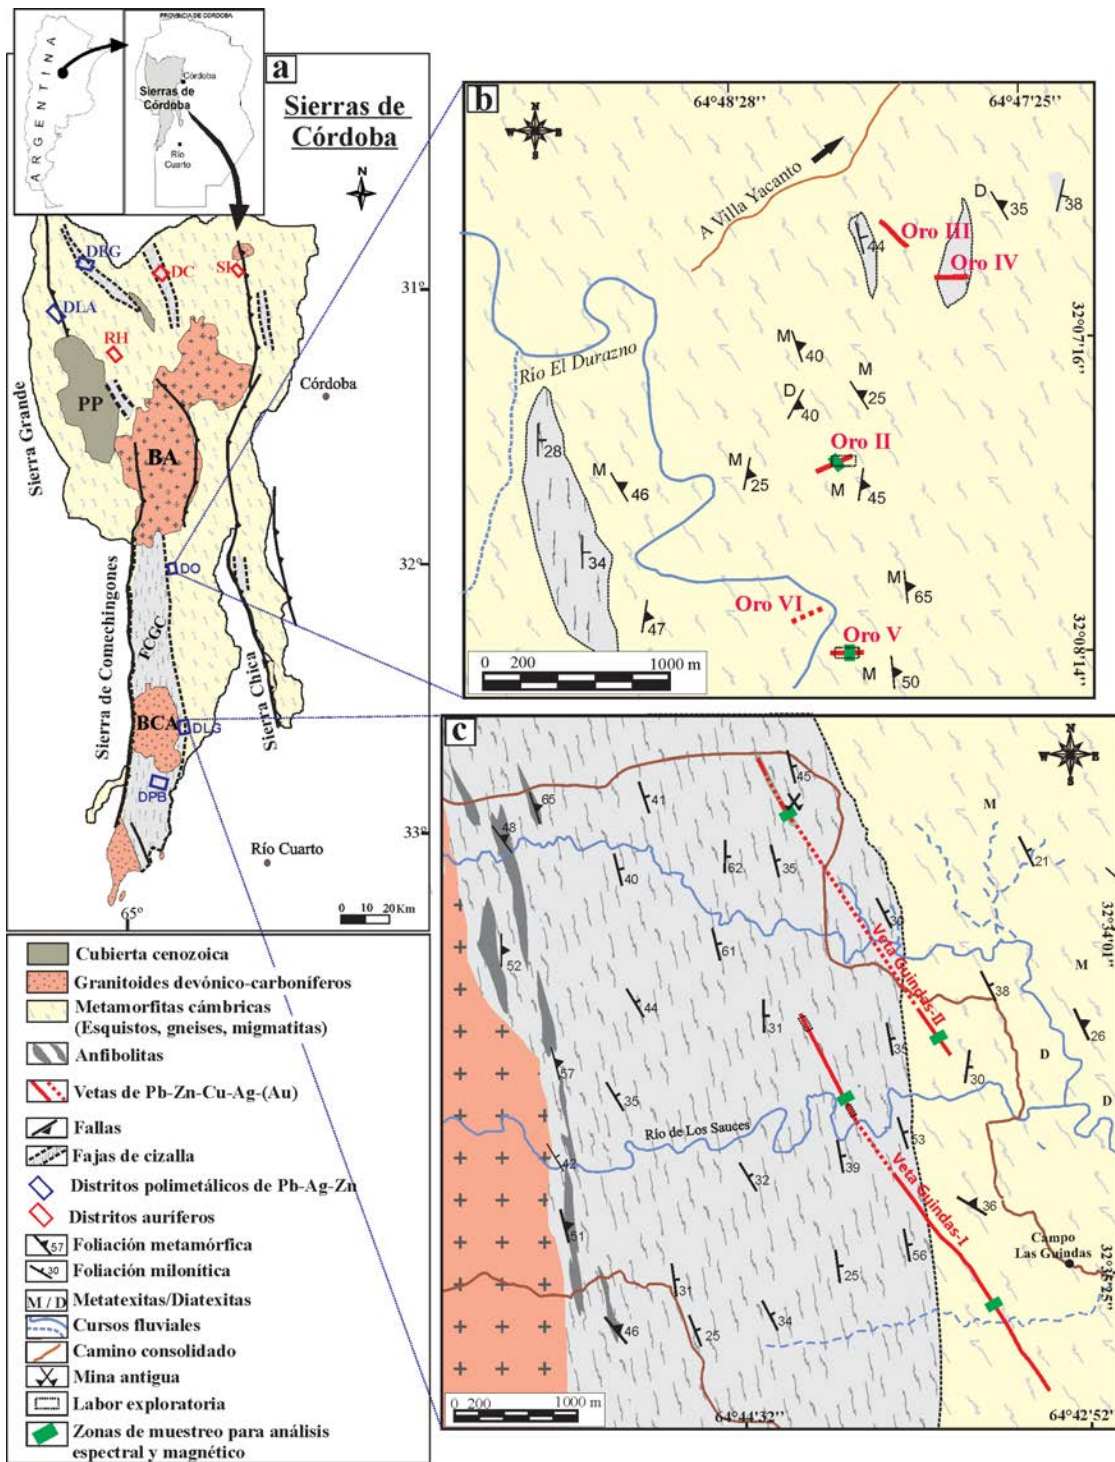 PROVINCIA DE CORDOBA
ARGENTINA
Córdoba
Sierras de
Córdoba
Río
Cuarto
a
Sierras de
Córdoba
N
DC
SI
DLA
RH
31°
PP
BA
Córdoba
Sierra Grande
DO
32°
Sierra de Comechingones
FCGC
Sierra Chica
BCA
DLG
DPB
33°
Río Cuarto
65°
0 10 20 Km
Cubierta cenozoica
Granitoides devónico-carboníferos
Metamorfitas cámbricas
(Esquistos, gneises, migmatitas)
Anfibolitas
Vetas de Pb-Zn-Cu-Ag-(Au)
Fallas
Fajas de cizalla
Distritos polimetálicos de Pb-Ag-Zn
Distritos auríferos
57 Foliación metamórfica
30 Foliación milonítica
M / D Metatexitas/Diatexitas
Cursos fluviales
Camino consolidado
Mina antigua
Labor exploratoria
Zonas de muestreo para análisis
espectral y magnético
b
64°48'28''
64°47'25''
N
W E
S
A Villa Yacanto
D
35
38
44
Oro III
Oro IV
32°07'16''
Río El Durazno
M
40
M
25
D
40
28
Oro II
M
46
M
25
M
45
34
M
65
Oro VI
47
Oro V
32°08'14''
M
50
0 200 1000 m
c
N
W E
S
45
65
41
M
48
21
40
62
35
30
32°34'01''
61
Veta Guindas-II
M
52
38
44
31
26
35
D
57
30
35
D
Río de Los Sauces
53
42
39
32
Veta Guindas-I
36
51
Campo
Las Guindas
56
25
32°35'25''
31
34
46
25
0 200 1000 m
64°44'32''
64°42'52''